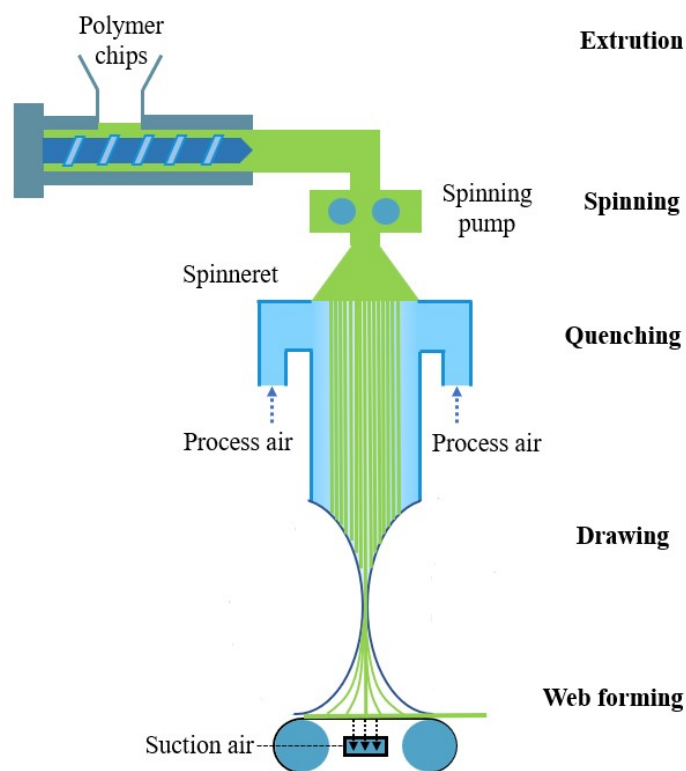 Polymer
chips
Extrution
Spinning
pump
Spinning
Spinneret
Quenching
Process air
Process air
Drawing
Web forming
Suction air